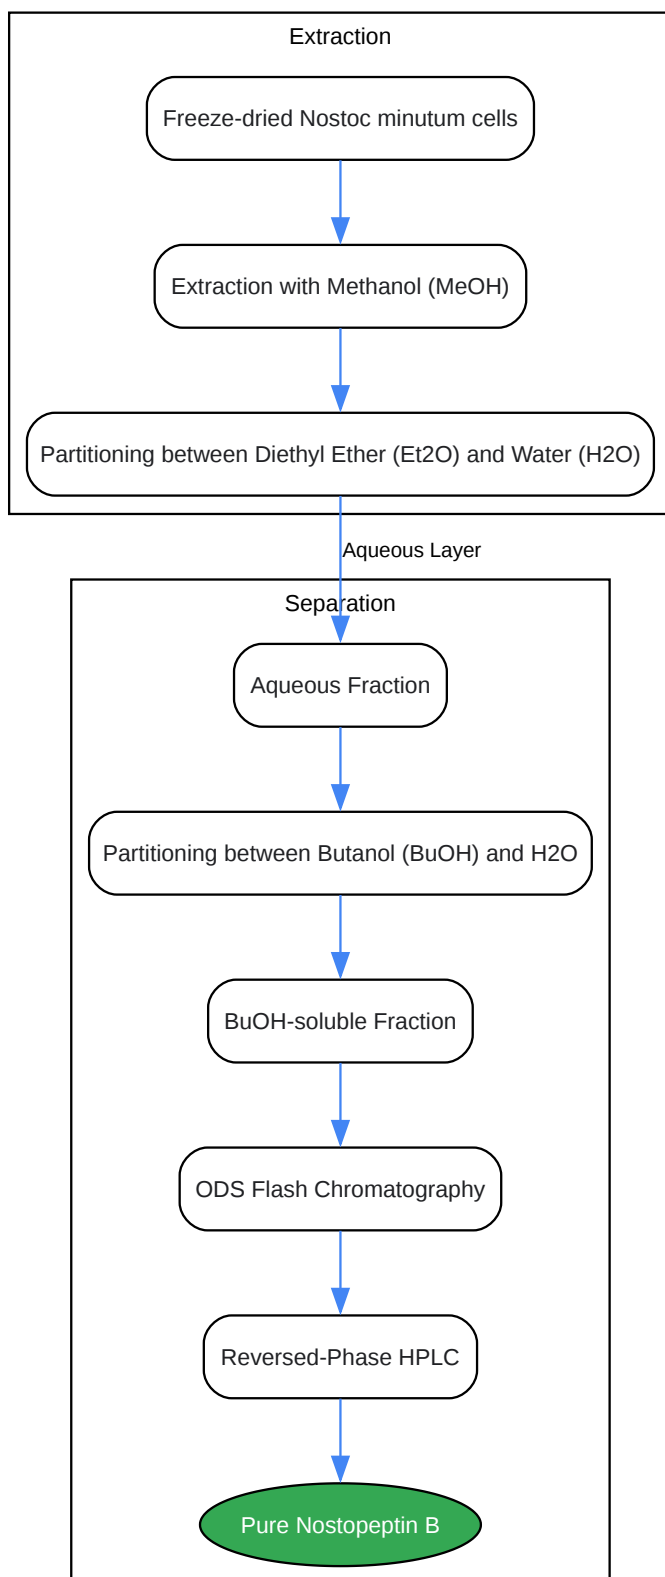 Extraction
Freeze-dried Nostoc minutum cells
Extraction with Methanol (MeOH)
Partitioning between Diethyl Ether (Et2O) and Water (H2O)
Aqueous Layer
Separation
Aqueous Fraction
Partitioning between Butanol (BuOH) and H2O
BuOH-soluble Fraction
ODS Flash Chromatography
Reversed-Phase HPLC
Pure Nostopeptin B